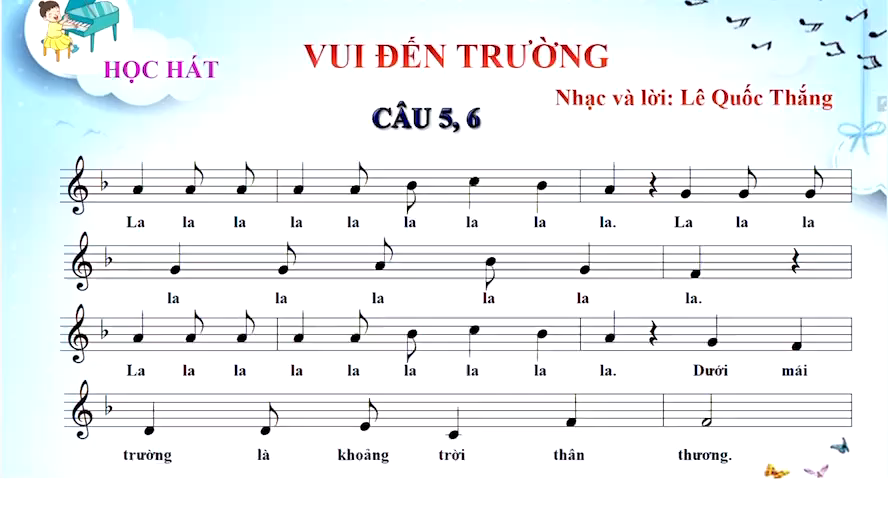 HỌC HÁT
VUI ĐẾN TRƯỜNG
Nhạc và lời: Lê Quốc Thắng
CÂU 5, 6
La la la la la la la la la. La la la
la la la la la la.
La la la la la la la la la. Dưới mái
trường là khoảng trời thân thương.